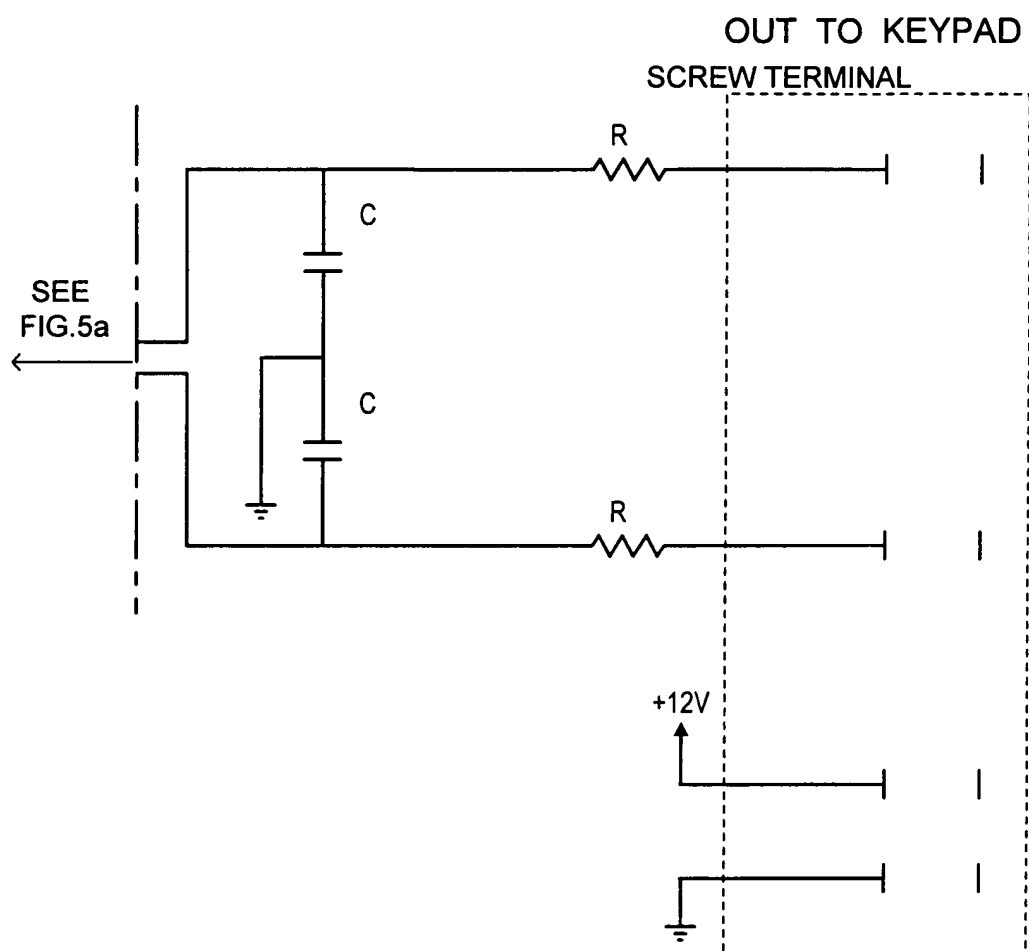 OUT TO KEYPAD
SCREW TERMINAL
R
C
SEE
FIG.5a
C
R
+12V